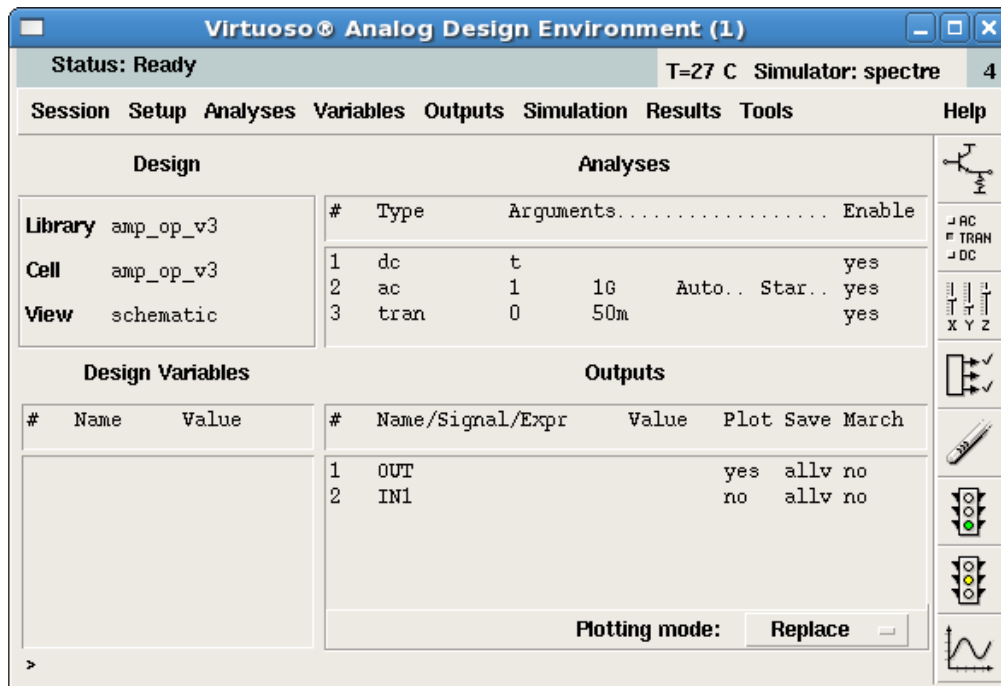 Virtuoso® Analog Design Environment (1)
Status: Ready T=27 C Simulator: spectre 4
Session Setup Analyses Variables Outputs Simulation Results Tools Help
Design
Library amp_op_v3
Cell amp_op_v3
View schematic
Analyses
# Type Arguments................... Enable
1 dc t yes
2 ac 1 1G Auto.. Star.. yes
3 tran 0 50m yes
Design Variables
# Name Value
Outputs
# Name/Signal/Expr Value Plot Save March
1 OUT yes allv no
2 IN1 no allv no
Plotting mode: Replace
>
AC
TRAN
DC
X Y Z